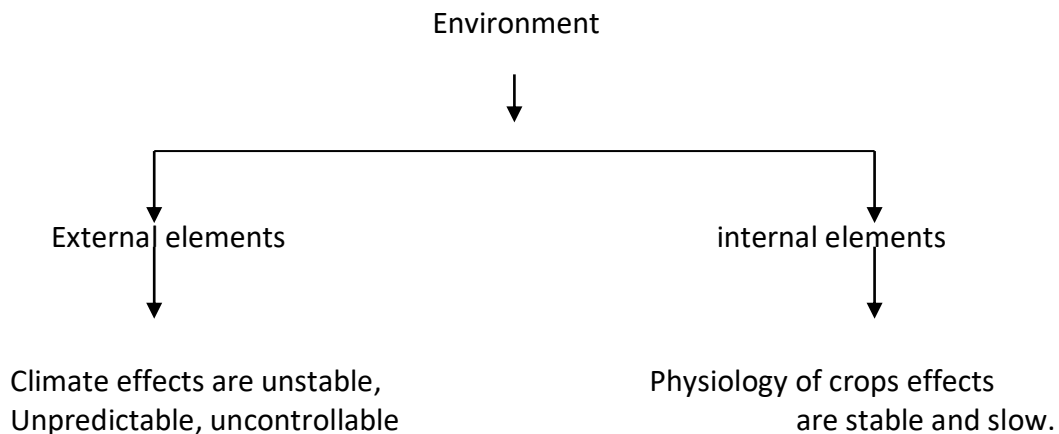 Environment
External elements
internal elements
Climate effects are unstable,
Unpredictable, uncontrollable
Physiology of crops effects
are stable and slow.